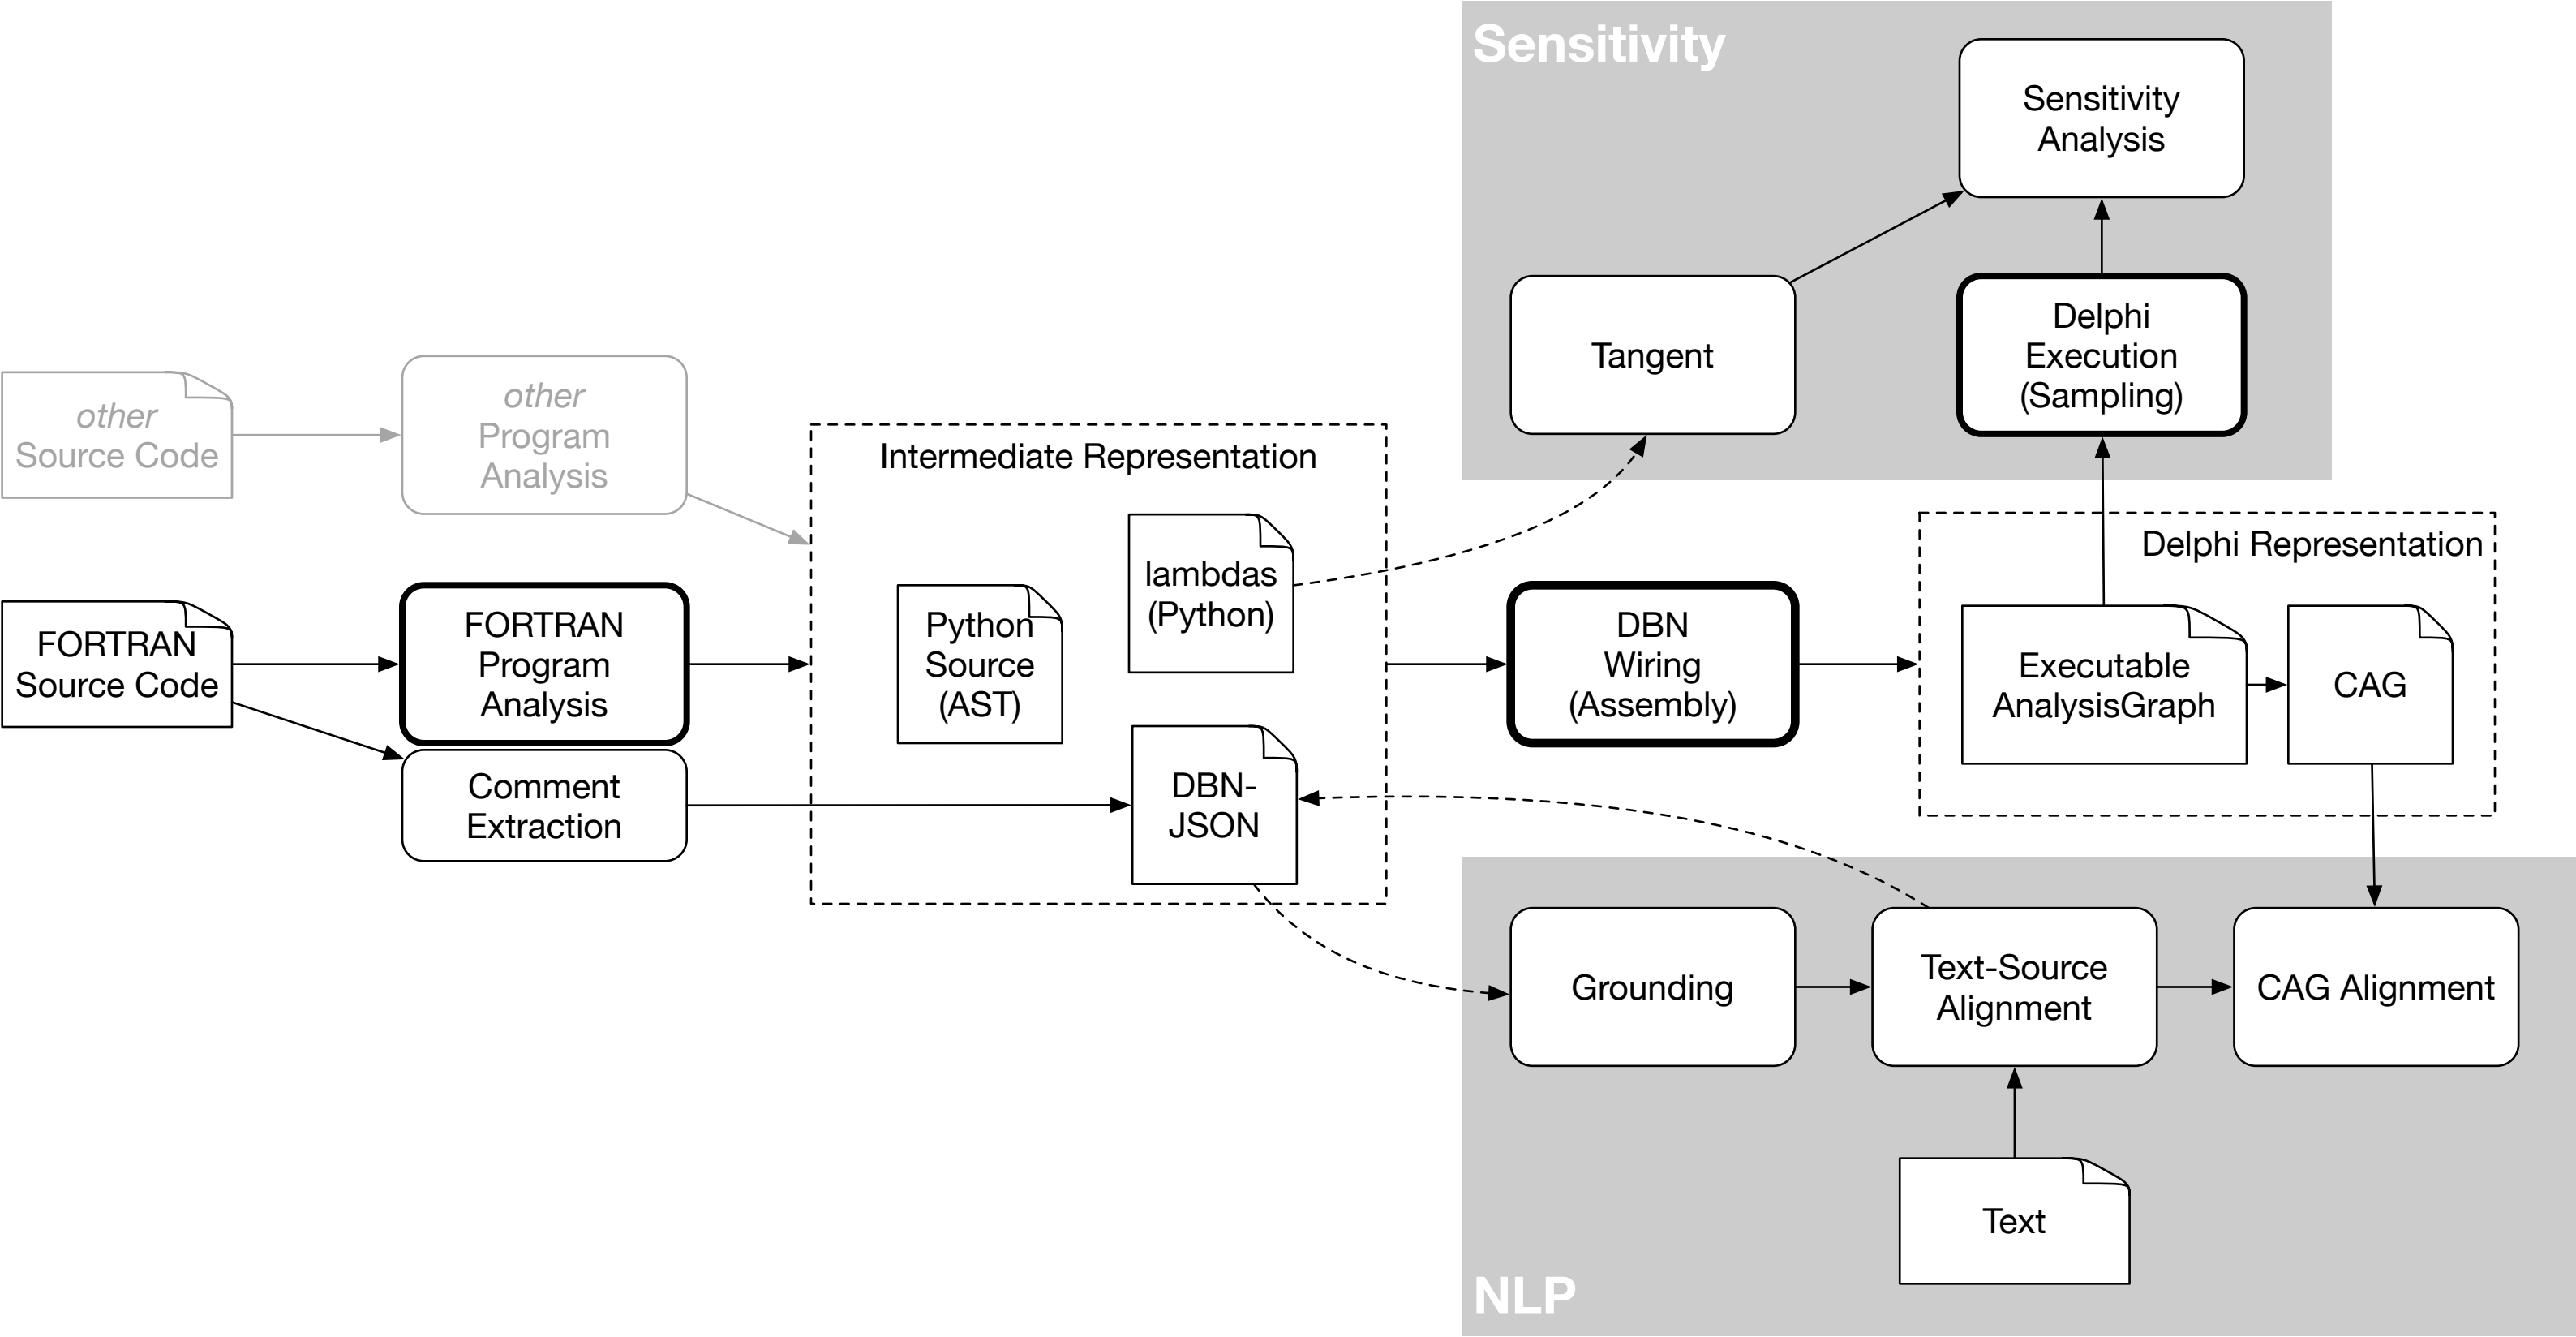 Sensitivity
Sensitivity
Analysis
Tangent
Delphi
Execution
(Sampling)
other
Source Code
other
Program
Analysis
Intermediate Representation
Delphi Representation
FORTRAN
Source Code
FORTRAN
Program
Analysis
Python
Source
(AST)
lambdas
(Python)
DBN
Wiring
(Assembly)
Executable
AnalysisGraph
CAG
Comment
Extraction
DBN-
JSON
Grounding
Text-Source
Alignment
CAG Alignment
Text
NLP